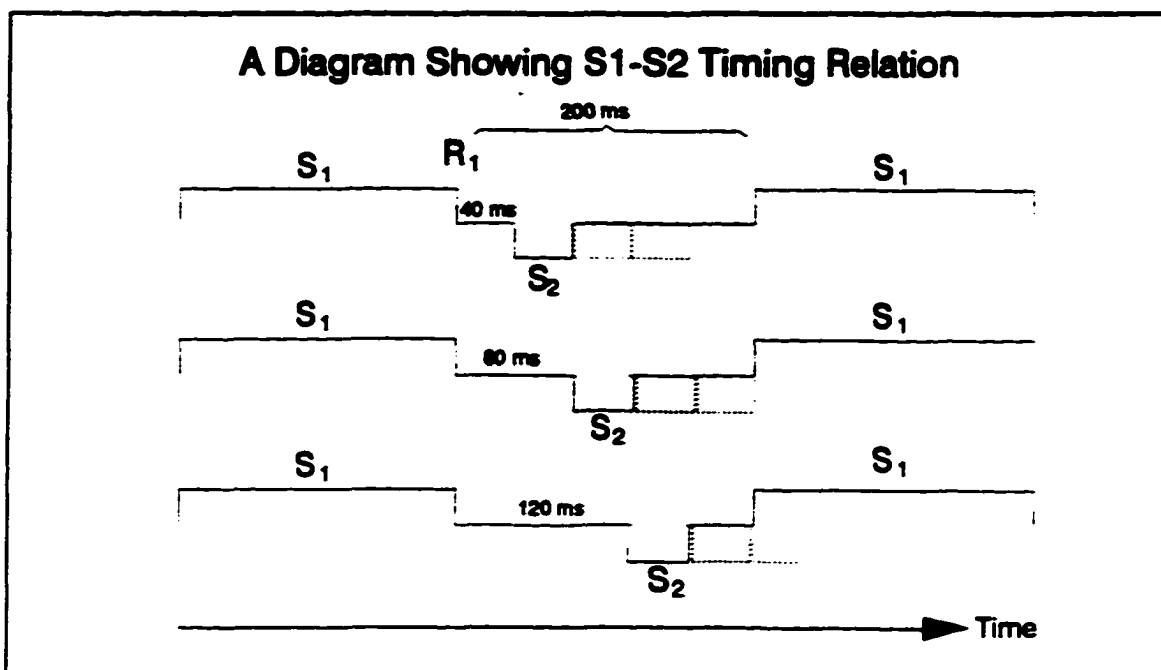 A Diagram Showing S1-S2 Timing Relation
200 ms
R1
S1
S1
40 ms
S2
S1
S1
80 ms
S2
S1
S1
120 ms
S2
Time